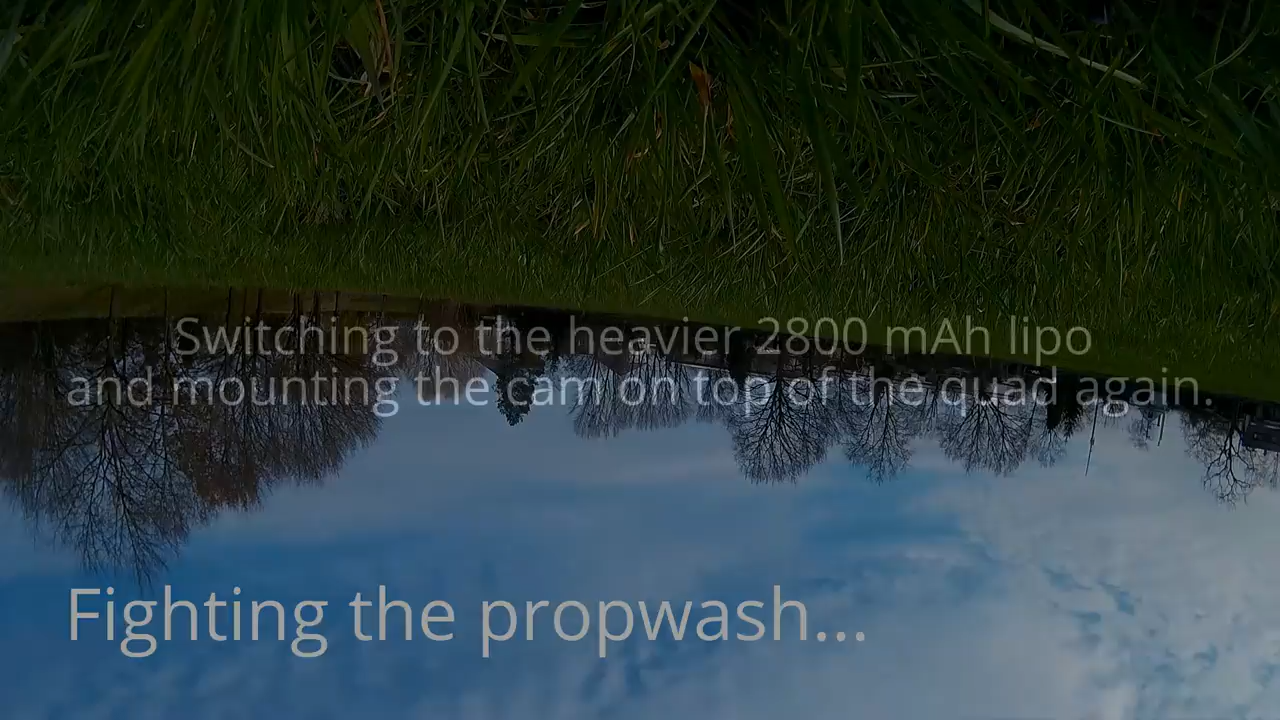 Switching to the heavier 2800 mAh lipo
and mounting the cam on top of the quad again.
Fighting the propwash...